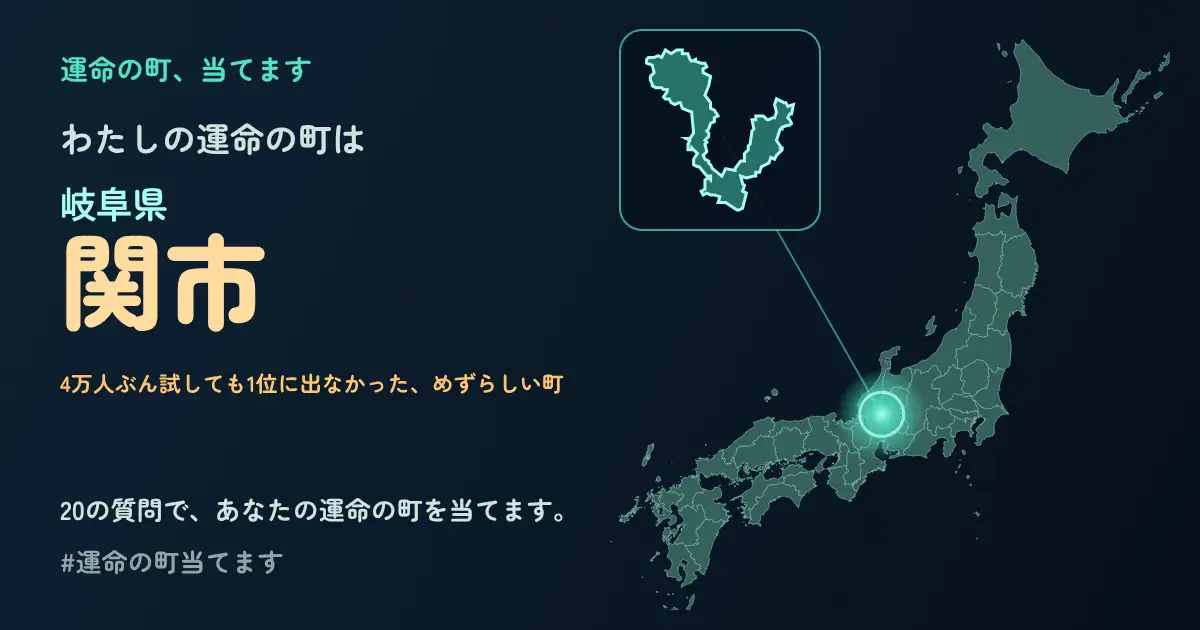 運命の町、当てます
わたしの運命の町は
岐阜県
関市
4万人ぶん試しても1位に出なかった、めずらしい町
20の質問で、あなたの運命の町を当てます。
#運命の町当てます